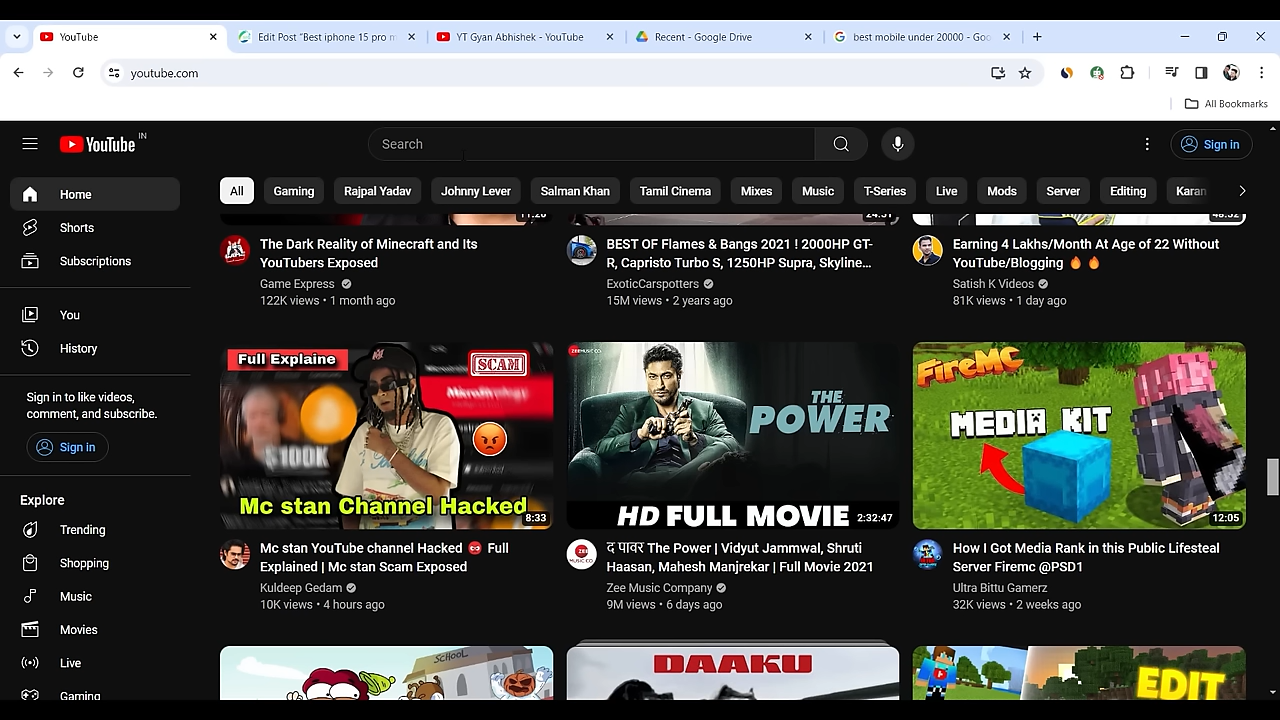 YouTube
Edit Post "Best iphone 15 pro m
YT Gyan Abhishek - YouTube
Recent - Google Drive
best mobile under 20000 - Goo
youtube.com
All Bookmarks
YouTube IN
Search
Sign in
Home
Shorts
Subscriptions
You
History
Sign in to like videos,
comment, and subscribe.
Sign in
Explore
Trending
Shopping
Music
Movies
Live
Gaming
All
Gaming
Rajpal Yadav
Johnny Lever
Salman Khan
Tamil Cinema
Mixes
Music
T-Series
Live
Mods
Server
Editing
Karan
The Dark Reality of Minecraft and Its
YouTubers Exposed
Game Express
122K views • 1 month ago
BEST OF Flames & Bangs 2021 ! 2000HP GT-
R, Capristo Turbo S, 1250HP Supra, Skyline...
ExoticCarspotters
15M views • 2 years ago
Earning 4 Lakhs/Month At Age of 22 Without
YouTube/Blogging 🔥 🔥
Satish K Videos
81K views • 1 day ago
Full Explaine
SCAM
$100K
Mc stan Channel Hacked
8:33
Mc stan YouTube channel Hacked Full
Explained | Mc stan Scam Exposed
Kuldeep Gedam
10K views • 4 hours ago
ZEE MUSIC CO
THE
POWER
HD FULL MOVIE
2:32:47
द पावर The Power | Vidyut Jammwal, Shruti
Haasan, Mahesh Manjrekar | Full Movie 2021
Zee Music Company
9M views • 6 days ago
FireMC
MEDIA KIT
12:05
How I Got Media Rank in this Public Lifesteal
Server Firemc @PSD1
Ultra Bittu Gamerz
32K views • 2 weeks ago
SCHOOL
DAAKU
EDIT